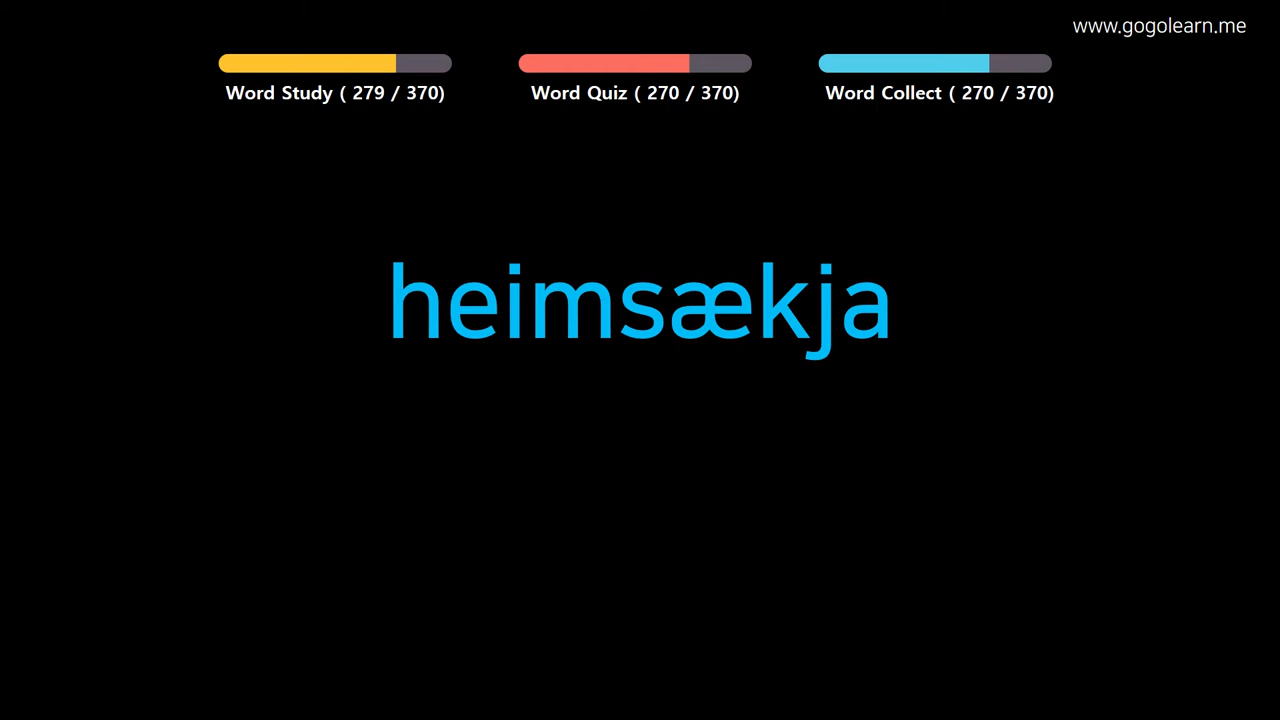 www.gogolearn.me
Word Study ( 279 / 370)
Word Quiz ( 270 / 370)
Word Collect ( 270 / 370)
heimsækja